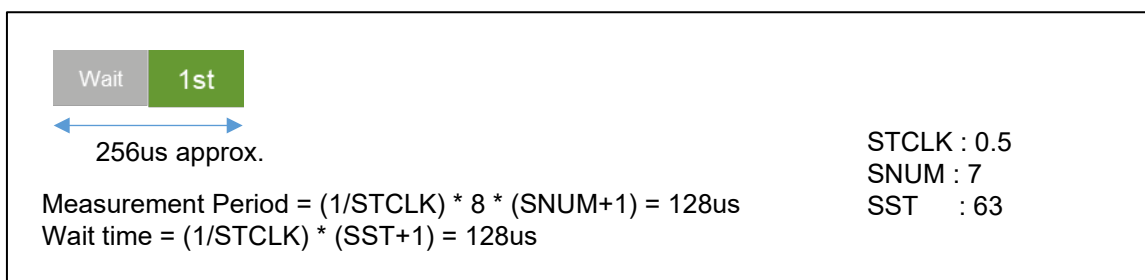 Wait 1st
256us approx.
STCLK : 0.5
SNUM : 7
SST : 63
Measurement Period = (1/STCLK) * 8 * (SNUM+1) = 128us
Wait time = (1/STCLK) * (SST+1) = 128us